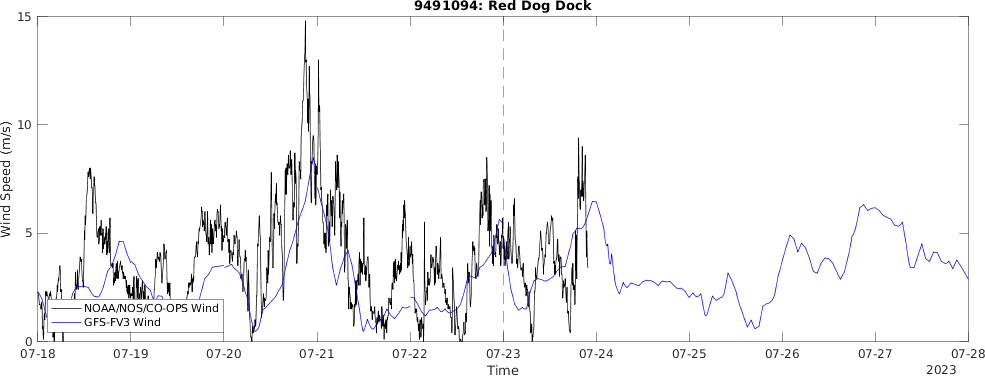 9491094: Red Dog Dock
Wind Speed (m/s)
15
10
5
0
NOAA/NOS/CO-OPS Wind
GFS-FV3 Wind
07-18 07-19 07-20 07-21 07-22 07-23 07-24 07-25 07-26 07-27 07-28
Time
2023